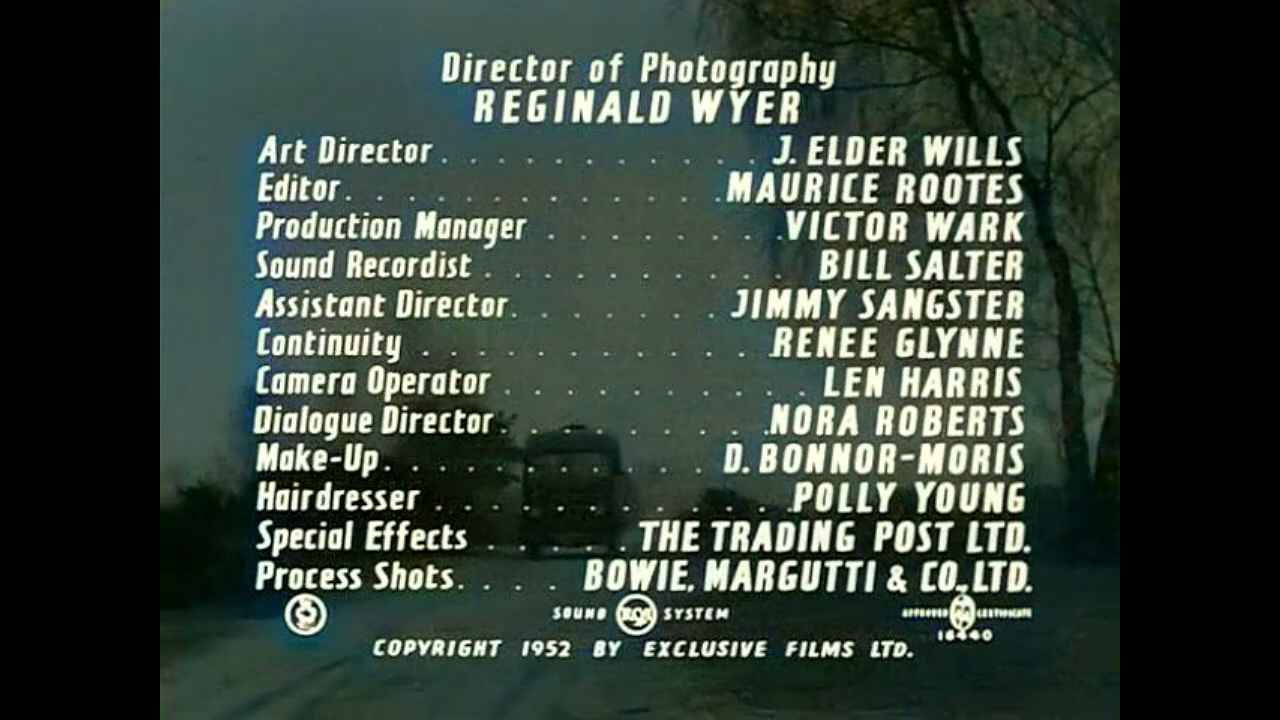 Director of Photography
REGINALD WYER
Art Director . . . . . . . . . . . . J. ELDER WILLS
Editor . . . . . . . . . . . . . MAURICE ROOTES
Production Manager . . . . . . . . VICTOR WARK
Sound Recordist . . . . . . . . . . . BILL SALTER
Assistant Director . . . . . . . JIMMY SANGSTER
Continuity . . . . . . . . . . . . RENEE GLYNNE
Camera Operator . . . . . . . . . . LEN HARRIS
Dialogue Director . . . . . . . . . . NORA ROBERTS
Make-Up . . . . . . . . . . . D. BONNOR-MORIS
Hairdresser . . . . . . . . . . . . POLLY YOUNG
Special Effects . . . . . . THE TRADING POST LTD.
Process Shots . . . . BOWIE, MARGUTTI & CO., LTD.
SOUND RCA SYSTEM
APPROVED CERTIFICATE
16440
COPYRIGHT 1952 BY EXCLUSIVE FILMS LTD.